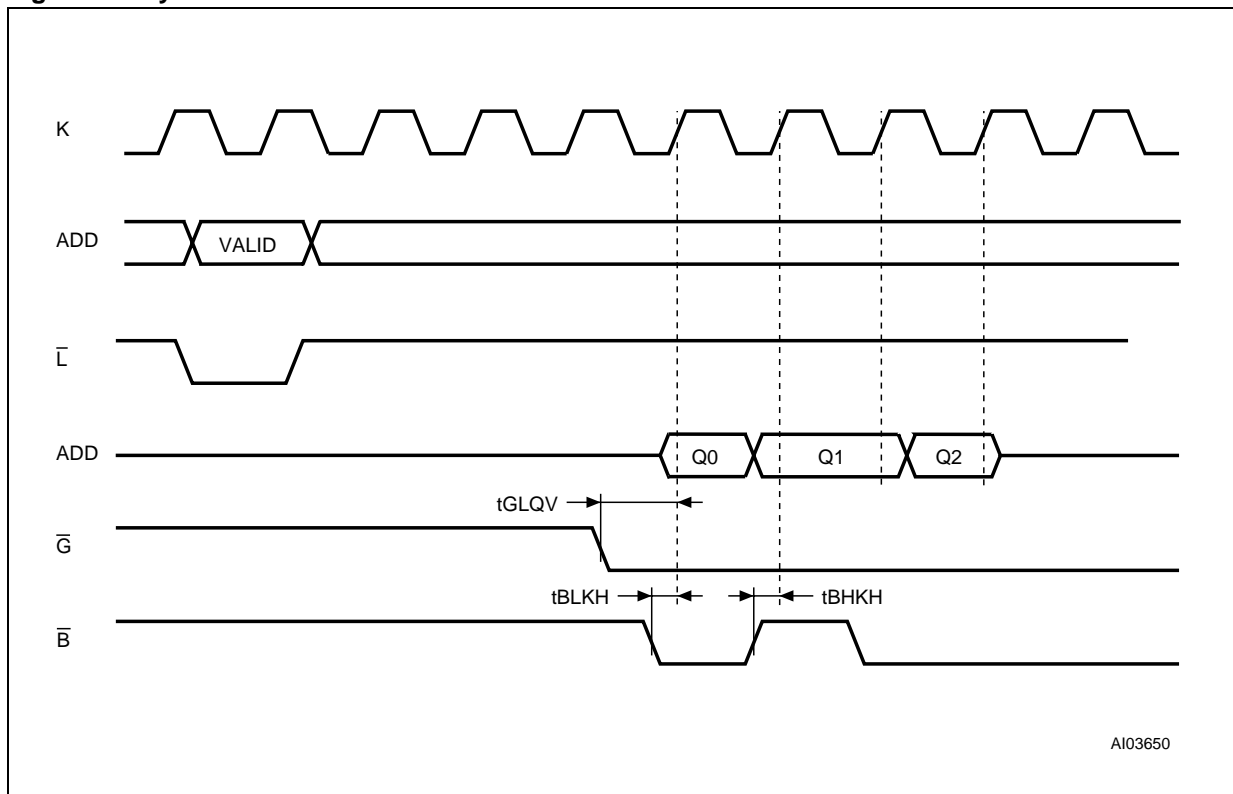 K
ADD
VALID
L̅
ADD
Q0
Q1
Q2
tGLQV
G̅
tBLKH
tBHKH
B̅
AI03650